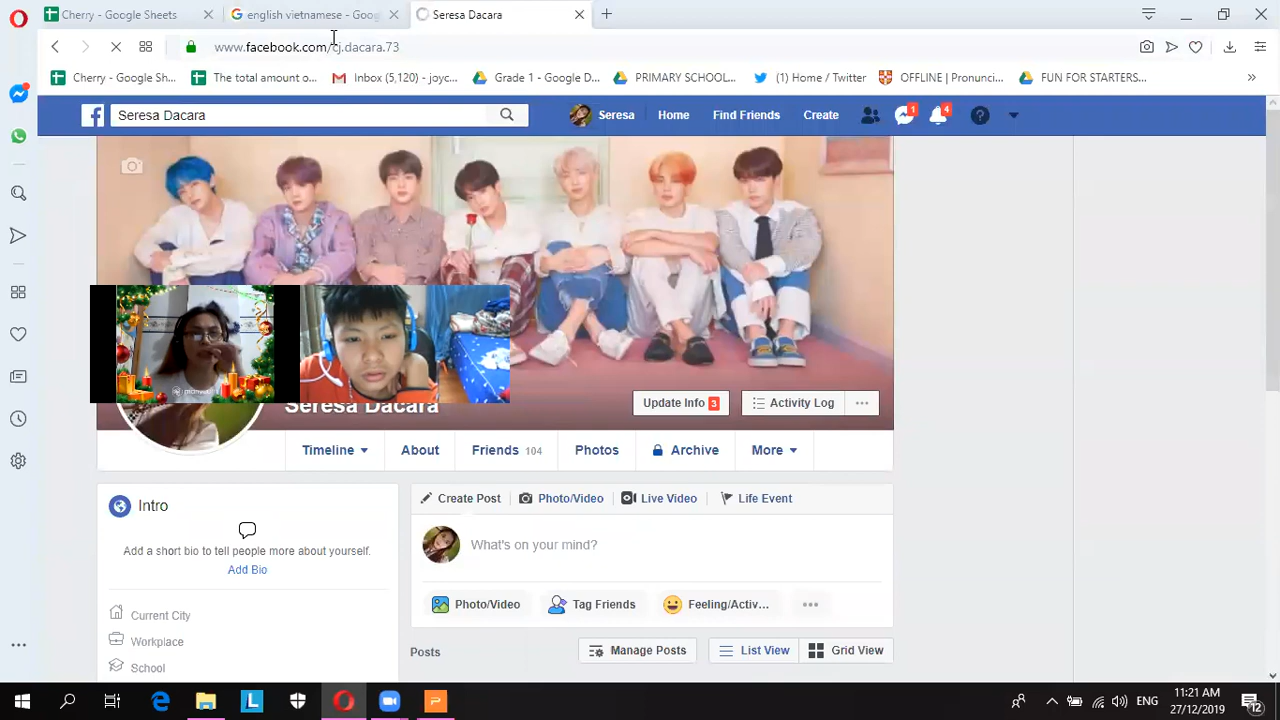 Cherry - Google Sheets
english vietnamese - Goog
Seresa Dacara
www.facebook.com/cj.dacara.73
Cherry - Google Sh...
The total amount o...
Inbox (5,120) - joyc...
Grade 1 - Google D...
PRIMARY SCHOOL...
(1) Home / Twitter
OFFLINE | Pronunci...
FUN FOR STARTERS...
Seresa Dacara
Seresa
Home
Find Friends
Create
1
4
Seresa Dacara
Update Info 3
Activity Log
Timeline
About
Friends 104
Photos
Archive
More
Intro
Add a short bio to tell people more about yourself.
Add Bio
Current City
Workplace
School
Create Post
Photo/Video
Live Video
Life Event
What's on your mind?
Photo/Video
Tag Friends
Feeling/Activ...
Posts
Manage Posts
List View
Grid View
ENG
11:21 AM
27/12/2019
12